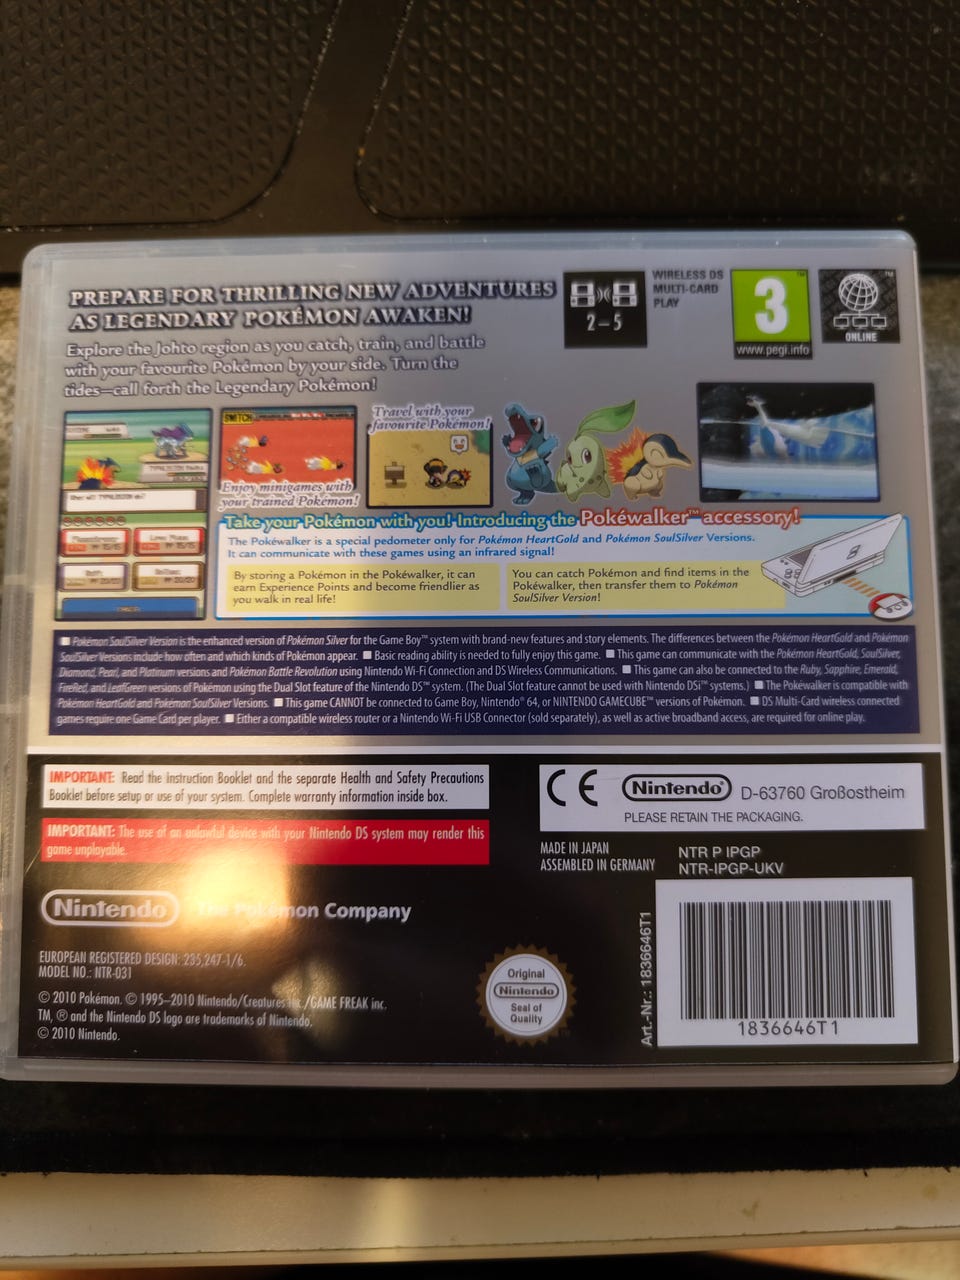 PREPARE FOR THRILLING NEW ADVENTURES
AS LEGENDARY POKÉMON AWAKEN!
Explore the Johto region as you catch, train, and battle
with your favourite Pokémon by your side. Turn the
tides—call forth the Legendary Pokémon!
2–5
WIRELESS DS
MULTI-CARD
PLAY
3
www.pegi.info
TM
ONLINE
SWITCH
Enjoy minigames with
your trained Pokémon!
Travel with your
favourite Pokémon!
Take your Pokémon with you! Introducing the Pokéwalker™ accessory!
The Pokéwalker is a special pedometer only for Pokémon HeartGold and Pokémon SoulSilver Versions.
It can communicate with these games using an infrared signal!
By storing a Pokémon in the Pokéwalker, it can
earn Experience Points and become friendlier as
you walk in real life!
You can catch Pokémon and find items in the
Pokéwalker, then transfer them to Pokémon
SoulSilver Version!
■ Pokémon SoulSilver Version is the enhanced version of Pokémon Silver for the Game Boy™ system with brand-new features and story elements. The differences between the Pokémon HeartGold and Pokémon
SoulSilver Versions include how often and which kinds of Pokémon appear. ■ Basic reading ability is needed to fully enjoy this game. ■ This game can communicate with the Pokémon HeartGold, SoulSilver,
Diamond, Pearl, and Platinum versions and Pokémon Battle Revolution using Nintendo Wi-Fi Connection and DS Wireless Communications. ■ This game can also be connected to the Ruby, Sapphire, Emerald,
FireRed, and LeafGreen versions of Pokémon using the Dual Slot feature of the Nintendo DS™ system. (The Dual Slot feature cannot be used with Nintendo DSi™ systems.) ■ The Pokéwalker is compatible with
Pokémon HeartGold and Pokémon SoulSilver Versions. ■ This game CANNOT be connected to Game Boy, Nintendo® 64, or NINTENDO GAMECUBE™ versions of Pokémon. ■ DS Multi-Card wireless connected
games require one Game Card per player. ■ Either a compatible wireless router or a Nintendo Wi-Fi USB Connector (sold separately), as well as active broadband access, are required for online play.
IMPORTANT: Read the Instruction Booklet and the separate Health and Safety Precautions
Booklet before setup or use of your system. Complete warranty information inside box.
IMPORTANT: The use of an unlawful device with your Nintendo DS system may render this
game unplayable.
CE Nintendo® D-63760 Großostheim
PLEASE RETAIN THE PACKAGING.
MADE IN JAPAN
ASSEMBLED IN GERMANY
NTR P IPGP
NTR-IPGP-UKV
Nintendo® The Pokémon Company
EUROPEAN REGISTERED DESIGN: 235,247-1/6.
MODEL NO.: NTR-031
© 2010 Pokémon. © 1995–2010 Nintendo/Creatures Inc./GAME FREAK inc.
TM, ® and the Nintendo DS logo are trademarks of Nintendo.
© 2010 Nintendo.
Original
Nintendo
Seal of
Quality
Art.-Nr.: 1836646T1
1836646T1